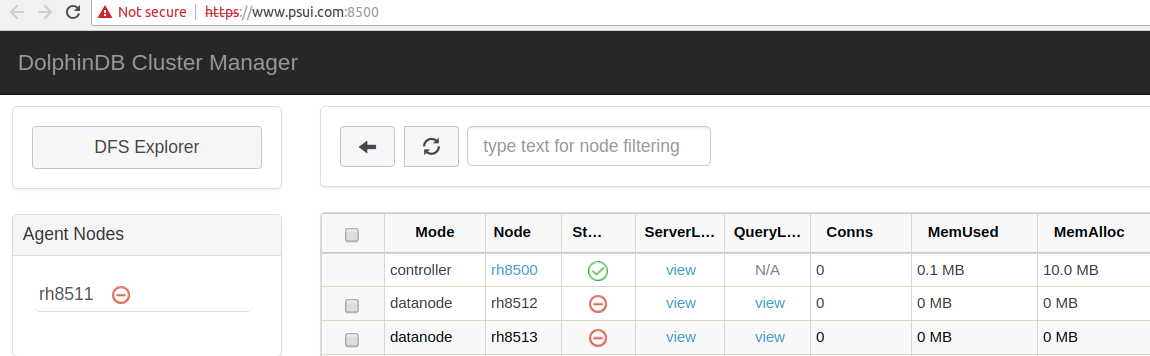 Not secure https://www.psui.com:8500
DolphinDB Cluster Manager
DFS Explorer
type text for node filtering
Agent Nodes
rh8511
Mode Node St... ServerL... QueryL... Conns MemUsed MemAlloc
controller rh8500 view N/A 0 0.1 MB 10.0 MB
datanode rh8512 view view 0 0 MB 0 MB
datanode rh8513 view view 0 0 MB 0 MB